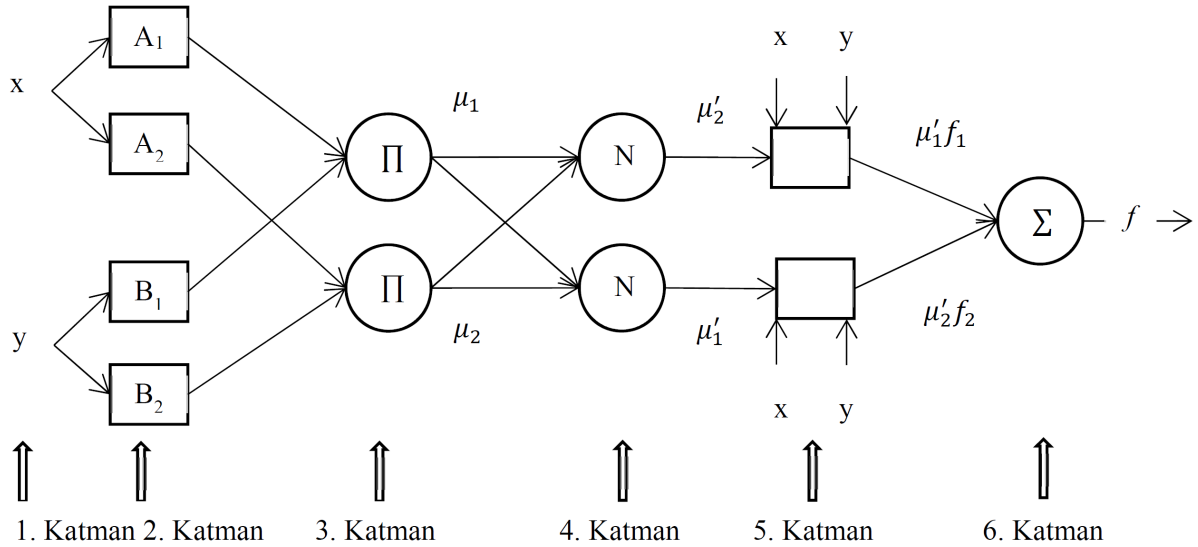 A₁
x
A₂
B₁
y
B₂
∏
∏
μ₁
μ₂
N
N
μ′₂
μ′₁
x y
x y
μ′₁f₁
μ′₂f₂
Σ
f
1. Katman 2. Katman 3. Katman 4. Katman 5. Katman 6. Katman